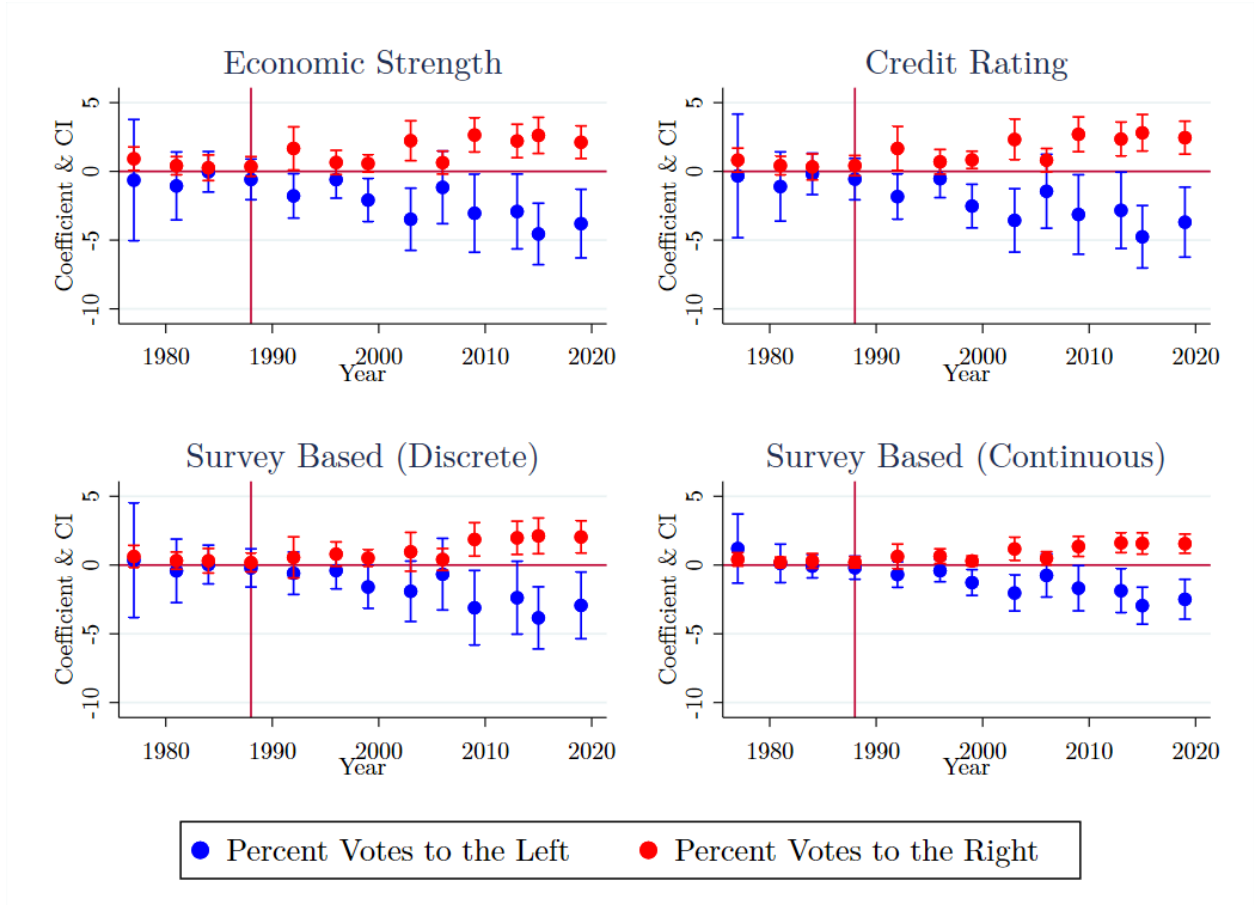 Economic Strength
Coefficient & CI
5
0
-5
-10
1980 1990 2000 2010 2020
Year
Credit Rating
Coefficient & CI
5
0
-5
-10
1980 1990 2000 2010 2020
Year
Survey Based (Discrete)
Coefficient & CI
5
0
-5
-10
1980 1990 2000 2010 2020
Year
Survey Based (Continuous)
Coefficient & CI
5
0
-5
-10
1980 1990 2000 2010 2020
Year
Percent Votes to the Left Percent Votes to the Right